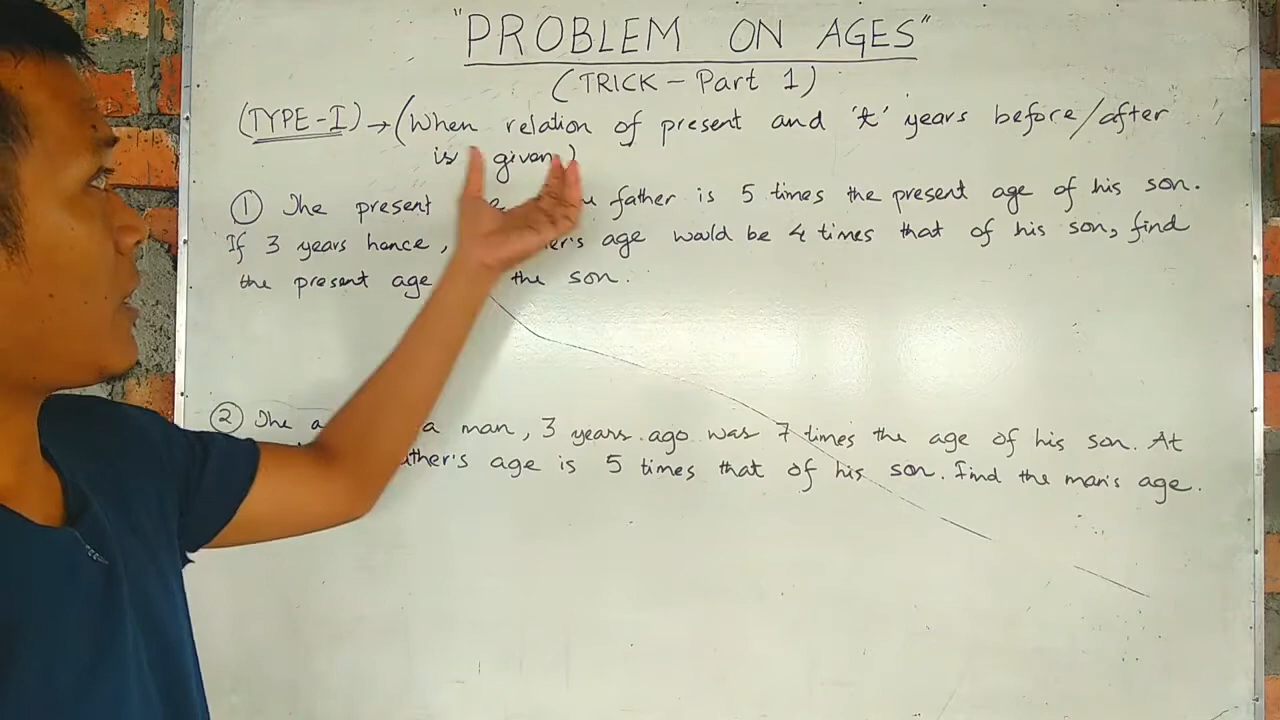 "PROBLEM ON AGES"
(TRICK - Part 1)
(TYPE-I) → (When relation of present and 't' years before/after
is given)
① The present father is 5 times the present age of his son.
If 3 years hence, age would be 4 times that of his son, find
the present age the son.
② The a man, 3 years ago was 7 times the age of his son. At
father's age is 5 times that of his son. Find the man's age.